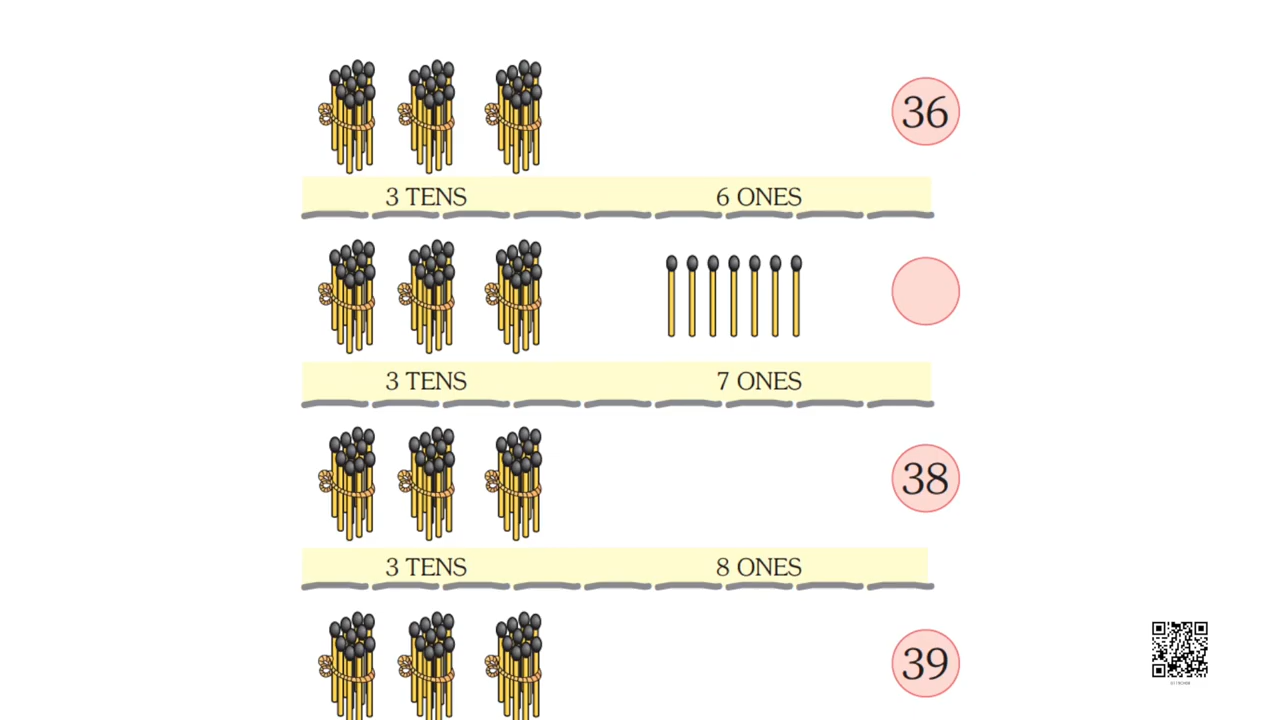 36
3 TENS 6 ONES
3 TENS 7 ONES
38
3 TENS 8 ONES
39